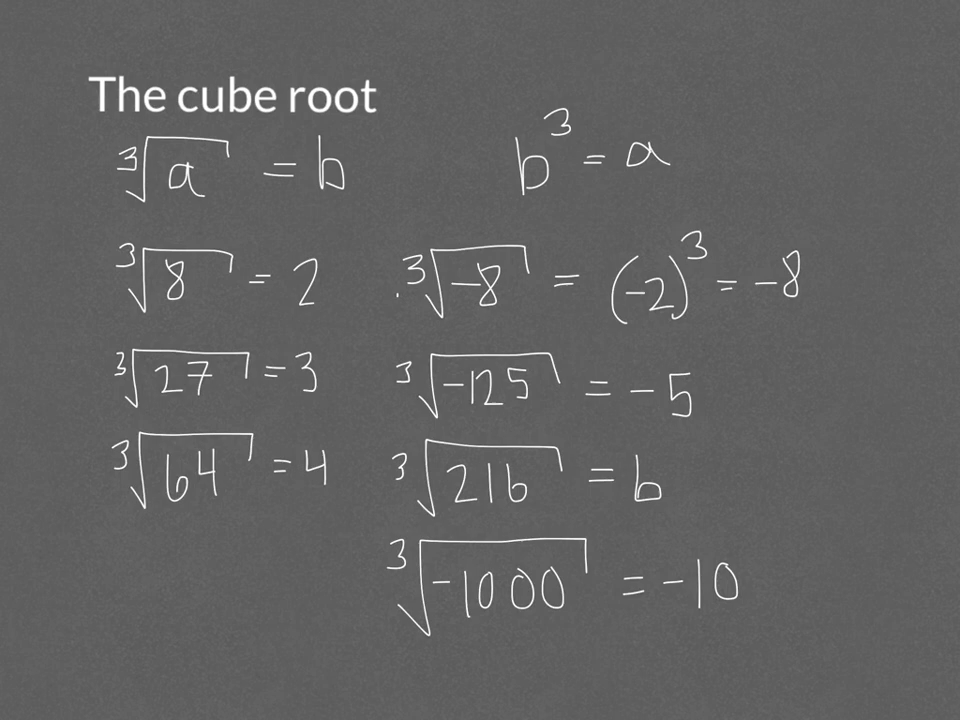 The cube root
∛a = b    b³ = a
∛8 = 2    ∛-8 = (-2)³ = -8
∛27 = 3    ∛-125 = -5
∛64 = 4    ∛216 = 6
∛-1000 = -10